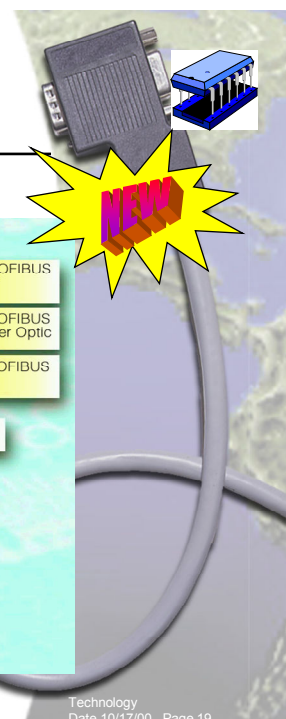 NEW
OFIBUS
OFIBUS
er Optic
OFIBUS
Technology
Date 10/17/00, Page 19